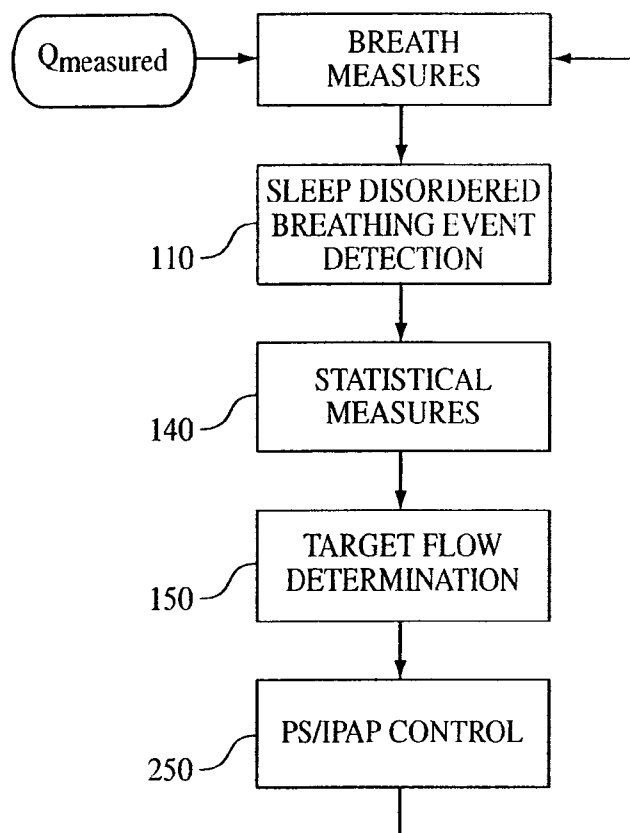 Qmeasured
BREATH
MEASURES
SLEEP DISORDERED
BREATHING EVENT
DETECTION
110
STATISTICAL
MEASURES
140
TARGET FLOW
DETERMINATION
150
PS/IPAP CONTROL
250